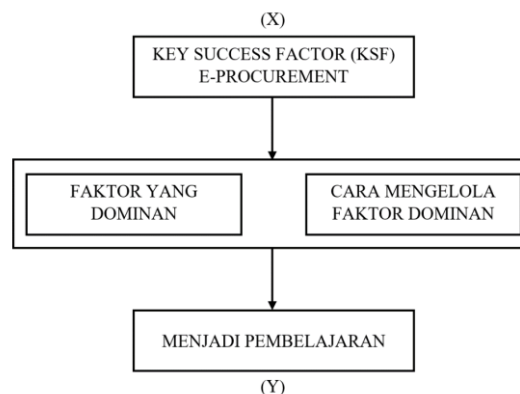 (X)
KEY SUCCESS FACTOR (KSF)
E-PROCUREMENT
FAKTOR YANG
DOMINAN
CARA MENGELOLA
FAKTOR DOMINAN
MENJADI PEMBELAJARAN
(Y)